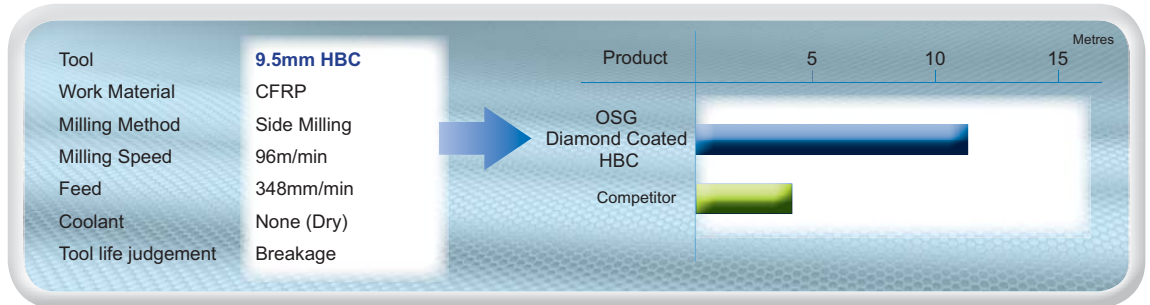 Tool 9.5mm HBC
Work Material CFRP
Milling Method Side Milling
Milling Speed 96m/min
Feed 348mm/min
Coolant None (Dry)
Tool life judgement Breakage
Metres
Product 5 10 15
OSG
Diamond Coated
HBC
Competitor